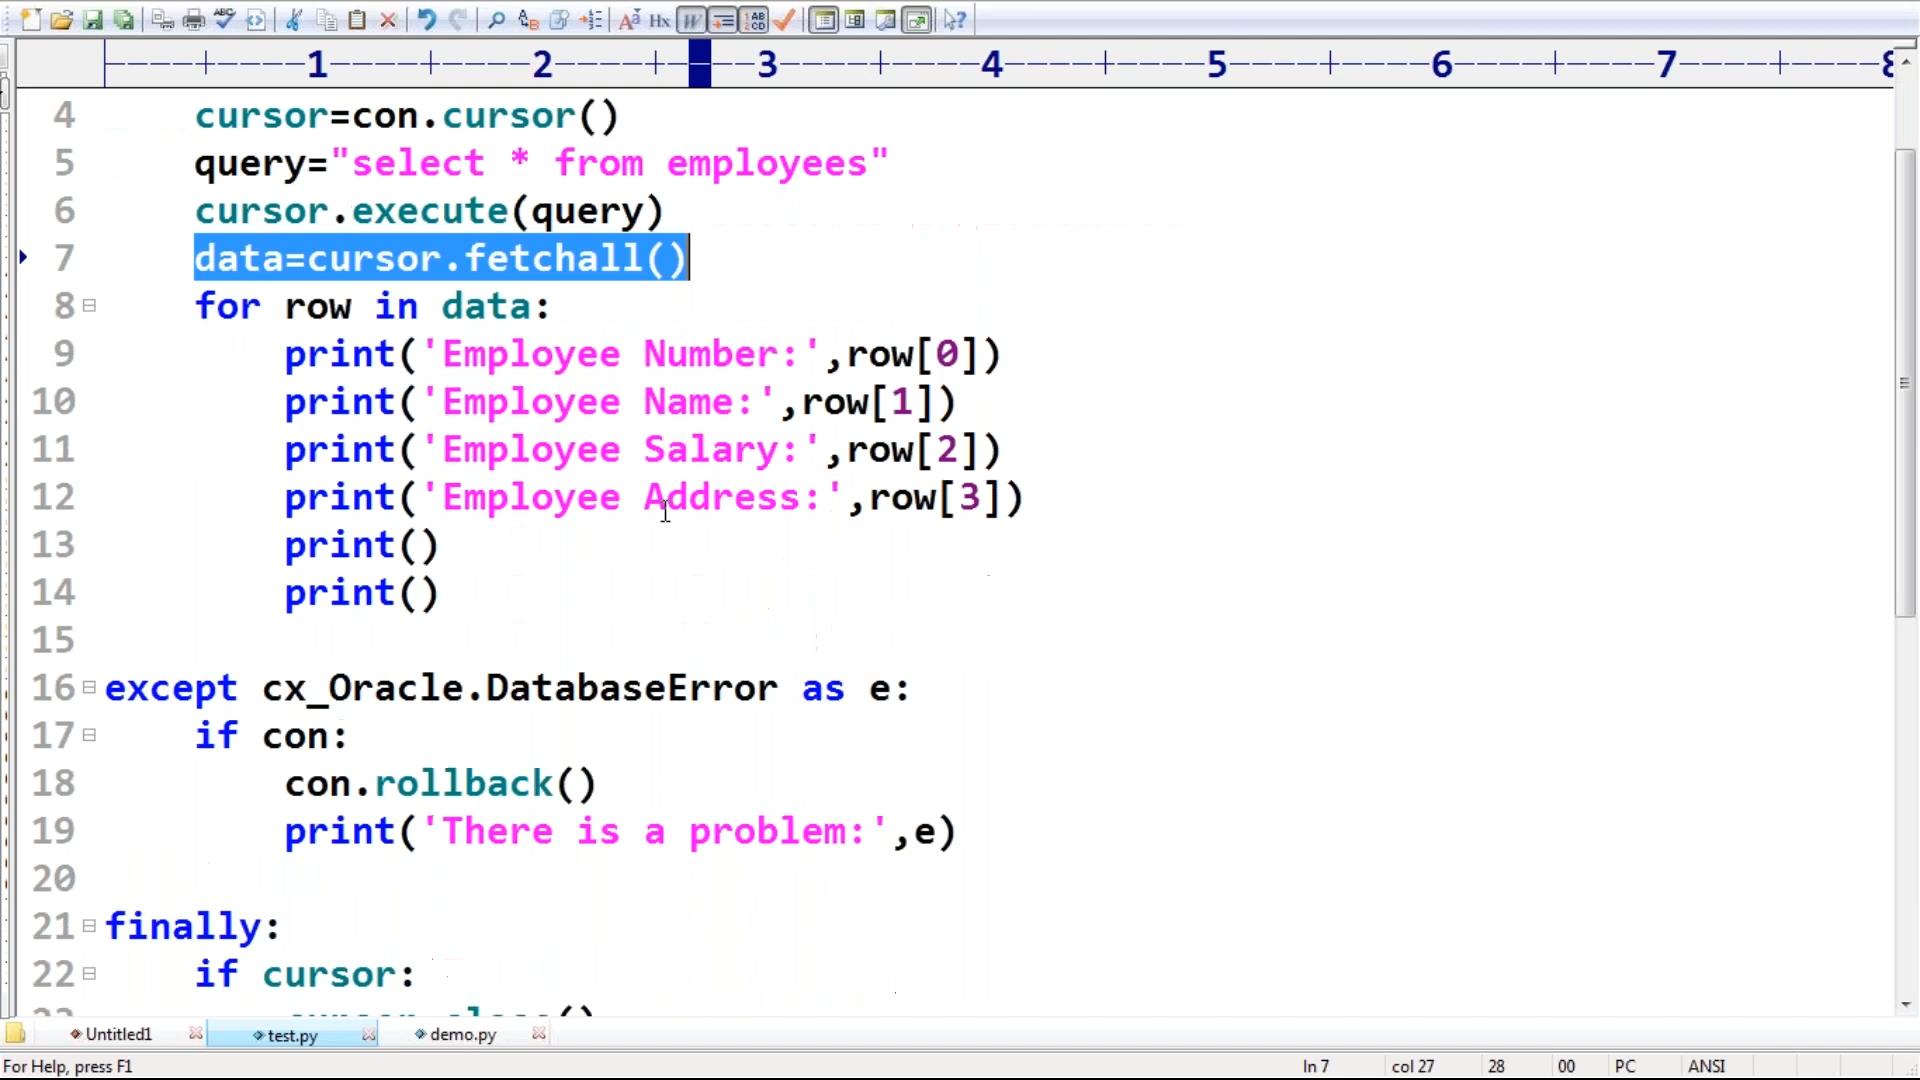 1 2 3 4 5 6 7 8
4 cursor=con.cursor()
5 query="select * from employees"
6 cursor.execute(query)
7 data=cursor.fetchall()
8 for row in data:
9 print('Employee Number:',row[0])
10 print('Employee Name:',row[1])
11 print('Employee Salary:',row[2])
12 print('Employee Address:',row[3])
13 print()
14 print()
15
16 except cx_Oracle.DatabaseError as e:
17 if con:
18 con.rollback()
19 print('There is a problem:',e)
20
21 finally:
22 if cursor:
Untitled1 test.py demo.py
For Help, press F1 ln 7 col 27 28 00 PC ANSI